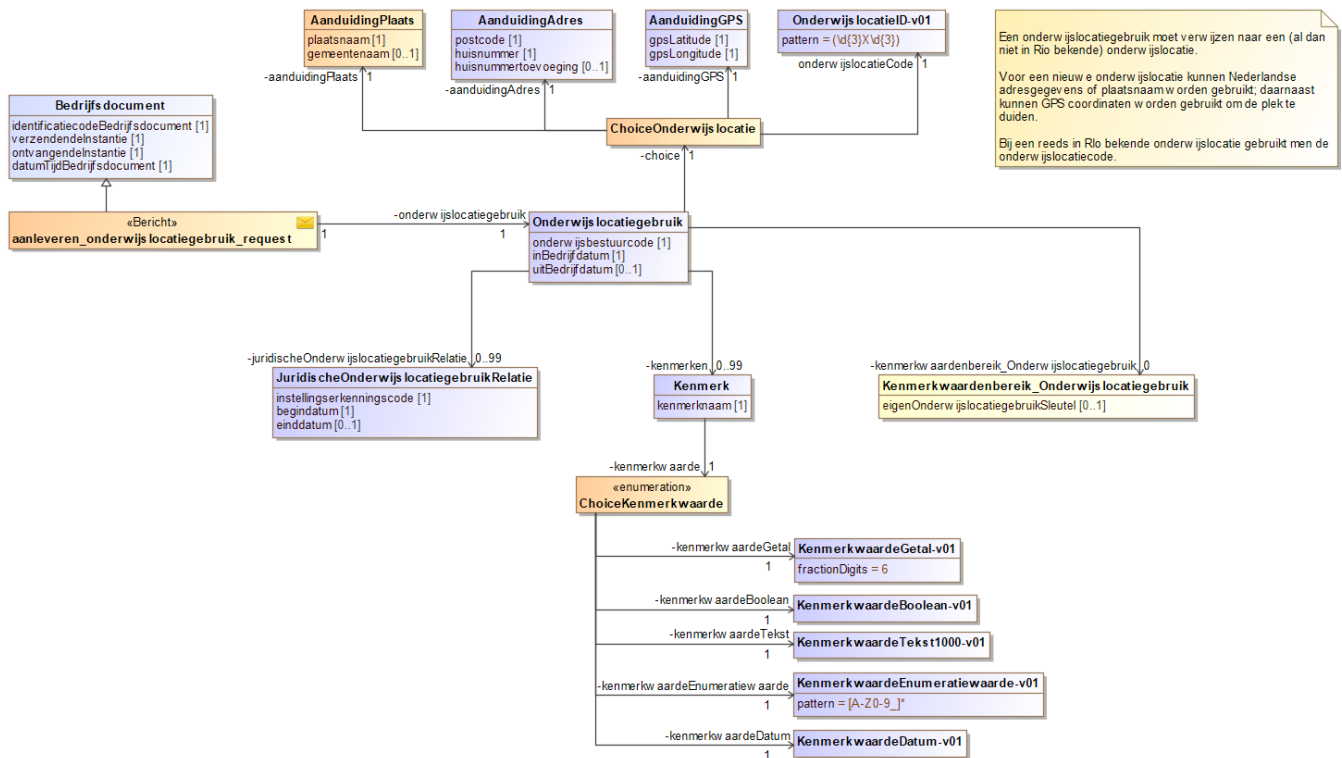 AanduidingPlaats
plaatsnaam [1]
gemeentenaam [0..1]
AanduidingAdres
postcode [1]
huisnummer [1]
huisnummertoevoeging [0..1]
AanduidingGPS
gpsLatitude [1]
gpsLongitude [1]
OnderwijslocatieID-v01
pattern = (\d{3}X\d{3})
Een onderwijslocatiegebruik moet verwijzen naar een (al dan
niet in Rio bekende) onderwijslocatie.
Voor een nieuwe onderwijslocatie kunnen Nederlandse
adresgegevens of plaatsnaam worden gebruikt; daarnaast
kunnen GPS coordinaten worden gebruikt om de plek te
duiden.
Bij een reeds in RIo bekende onderwijslocatie gebruikt men de
onderwijslocatiecode.
-aanduidingPlaats 1
-aanduidingAdres 1
-aanduidingGPS 1
onderwijslocatieCode 1
Bedrijfsdocument
identificatiecodeBedrijfsdocument [1]
verzendendeInstantie [1]
ontvangendeInstantie [1]
datumTijdBedrijfsdocument [1]
ChoiceOnderwijslocatie
-choice 1
«Bericht»
aanleveren_onderwijslocatiegebruik_request
1
-onderwijslocatiegebruik
1
Onderwijslocatiegebruik
onderwijsbestuurcode [1]
inBedrijfdatum [1]
uitBedrijfdatum [0..1]
-juridischeOnderwijslocatiegebruikRelatie 0..99
-kenmerken 0..99
-kenmerkwaardenbereik_Onderwijslocatiegebruik 0
JuridischeOnderwijslocatiegebruikRelatie
instellingserkenningscode [1]
begindatum [1]
einddatum [0..1]
Kenmerk
kenmerknaam [1]
Kenmerkwaardenbereik_Onderwijslocatiegebruik
eigenOnderwijslocatiegebruikSleutel [0..1]
-kenmerkwaarde 1
«enumeration»
ChoiceKenmerkwaarde
-kenmerkwaardeGetal
1
KenmerkwaardeGetal-v01
fractionDigits = 6
-kenmerkwaardeBoolean
1
KenmerkwaardeBoolean-v01
-kenmerkwaardeTekst
1
KenmerkwaardeTekst1000-v01
-kenmerkwaardeEnumeratiewaarde
1
KenmerkwaardeEnumeratiewaarde-v01
pattern = [A-Z0-9_]*
-kenmerkwaardeDatum
1
KenmerkwaardeDatum-v01